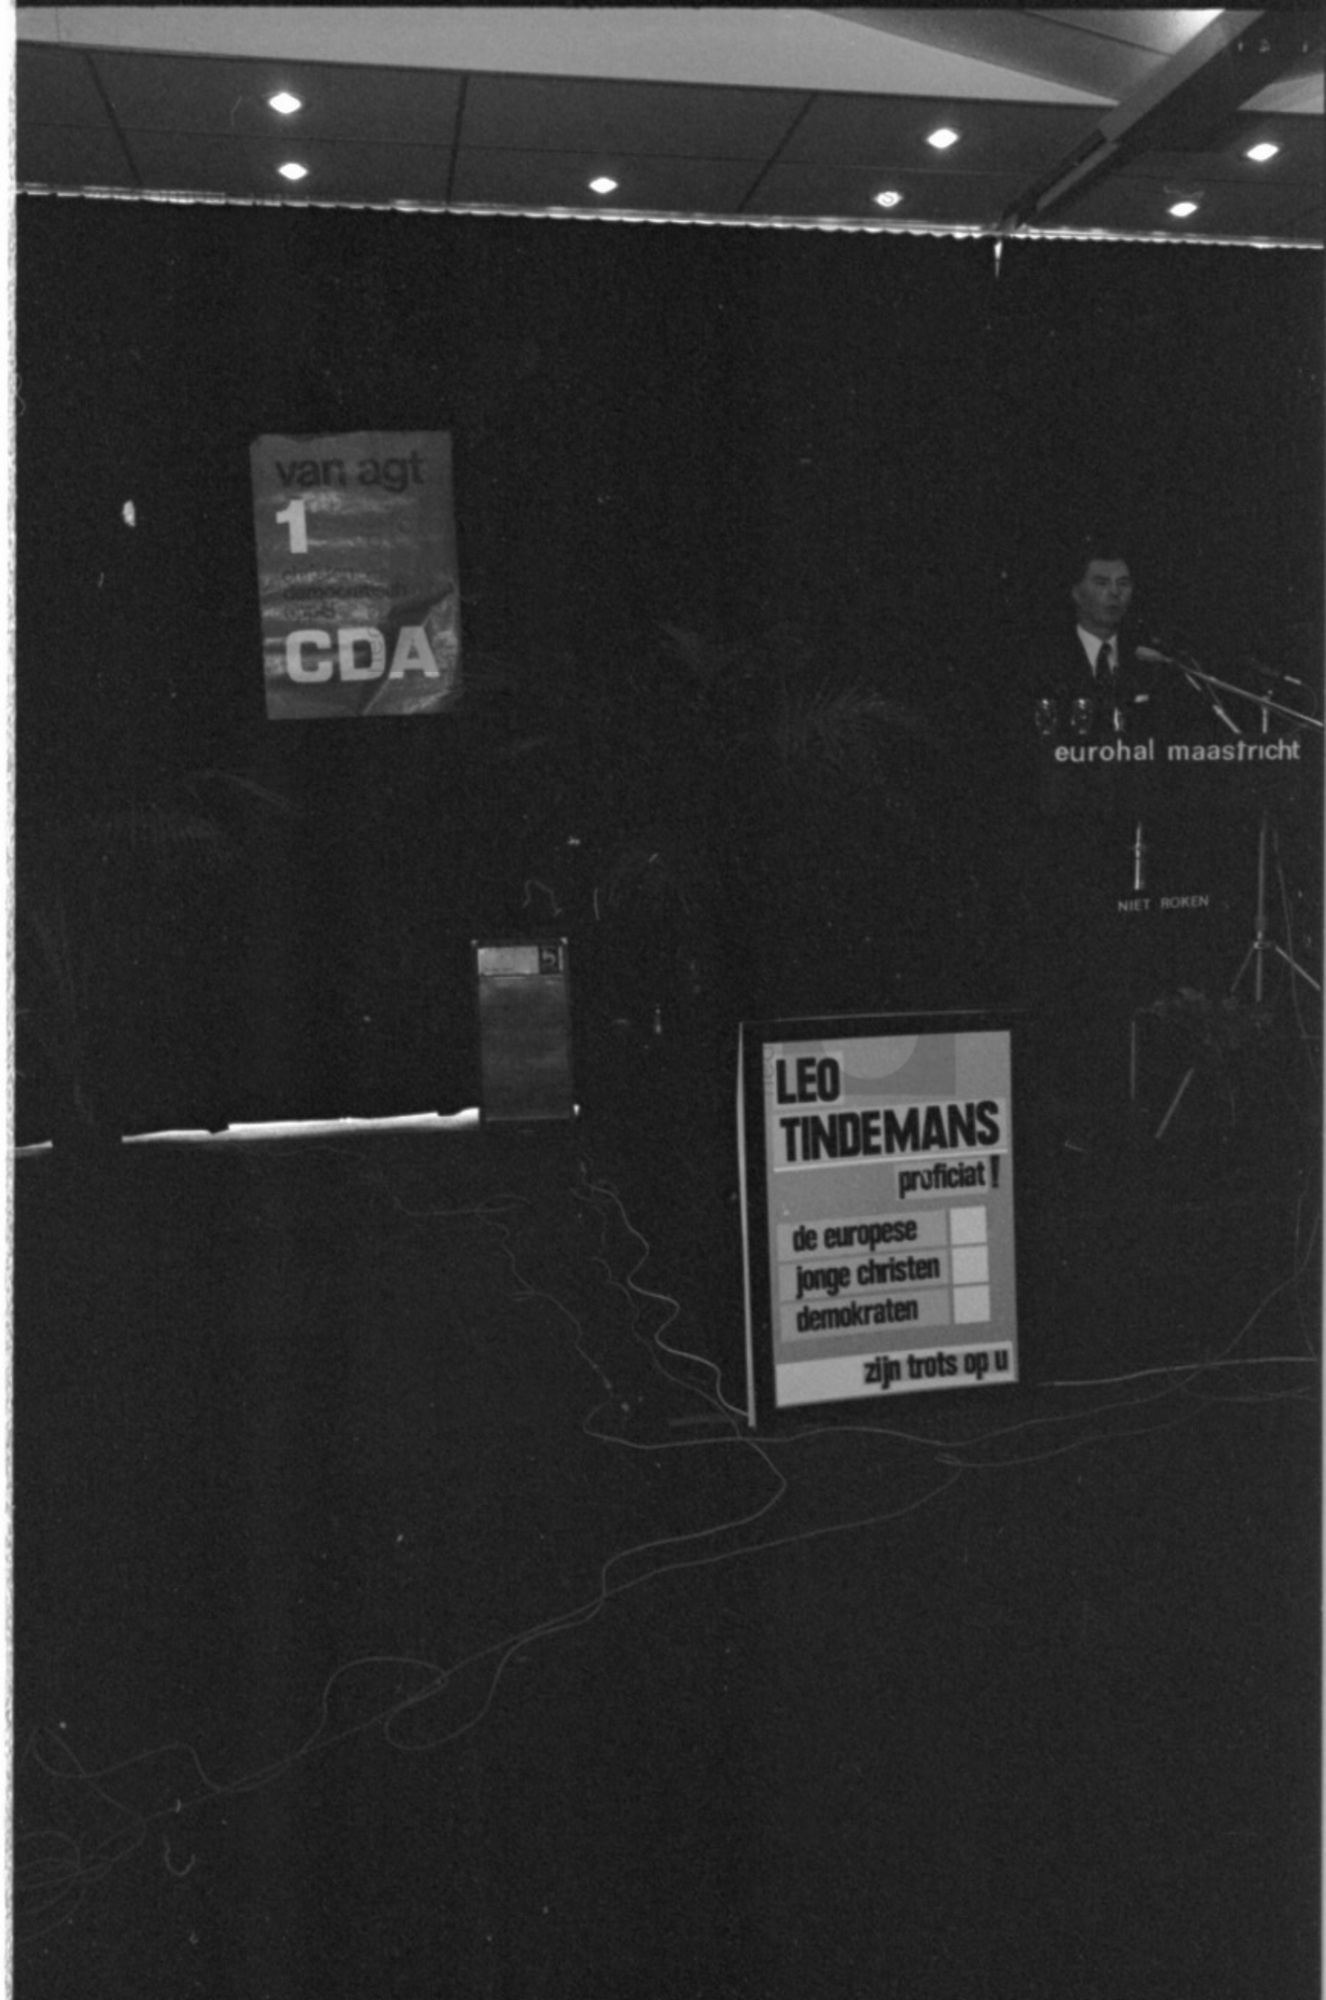 van agt
1
CDA
eurohal maastricht
NIET ROKEN
LEO
TINDEMANS
proficiat!
de europese
jonge christen
demokraten
zijn trots op u